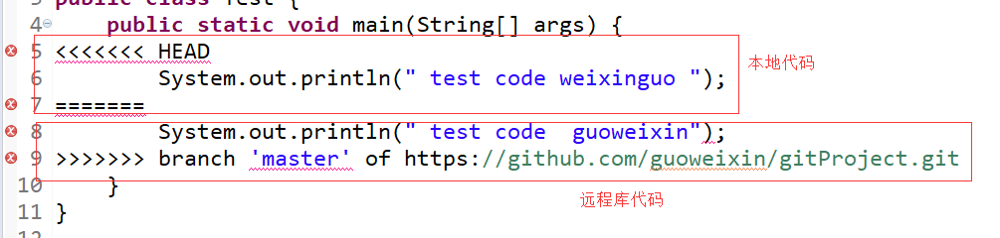 3 public class Test {
4 public static void main(String[] args) {
5 <<<<<<< HEAD
6 System.out.println(" test code weixinguo ");
本地代码
7 =======
8 System.out.println(" test code  guoweixin");
9 >>>>>>> branch 'master' of https://github.com/guoweixin/gitProject.git
10 }
远程库代码
11 }
12